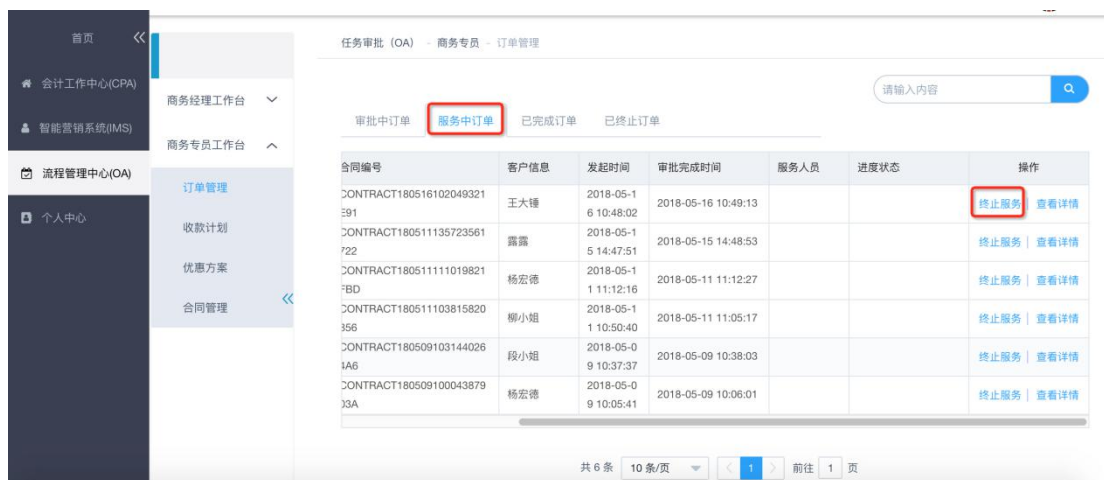 首页
会计工作中心(CPA)
智能营销系统(IMS)
流程管理中心(OA)
个人中心
商务经理工作台
商务专员工作台
订单管理
收款计划
优惠方案
合同管理
任务审批（OA） - 商务专员 - 订单管理
请输入内容
审批中订单 服务中订单 已完成订单 已终止订单
合同编号 客户信息 发起时间 审批完成时间 服务人员 进度状态 操作
CONTRACT180516102049321 王大锤 2018-05-1 2018-05-16 10:49:13 终止服务 | 查看详情
E91 6 10:48:02
CONTRACT180511135723561 露露 2018-05-1 2018-05-15 14:48:53 终止服务 | 查看详情
722 5 14:47:51
CONTRACT180511111019821 杨宏德 2018-05-1 2018-05-11 11:12:27 终止服务 | 查看详情
FBD 1 11:12:16
CONTRACT180511103815820 柳小姐 2018-05-1 2018-05-11 11:05:17 终止服务 | 查看详情
356 1 10:50:40
CONTRACT180509103144026 段小姐 2018-05-0 2018-05-09 10:38:03 终止服务 | 查看详情
4A6 9 10:37:37
CONTRACT180509100043879 杨宏德 2018-05-0 2018-05-09 10:06:01 终止服务 | 查看详情
03A 9 10:05:41
共 6 条 10 条/页 1 前往 1 页